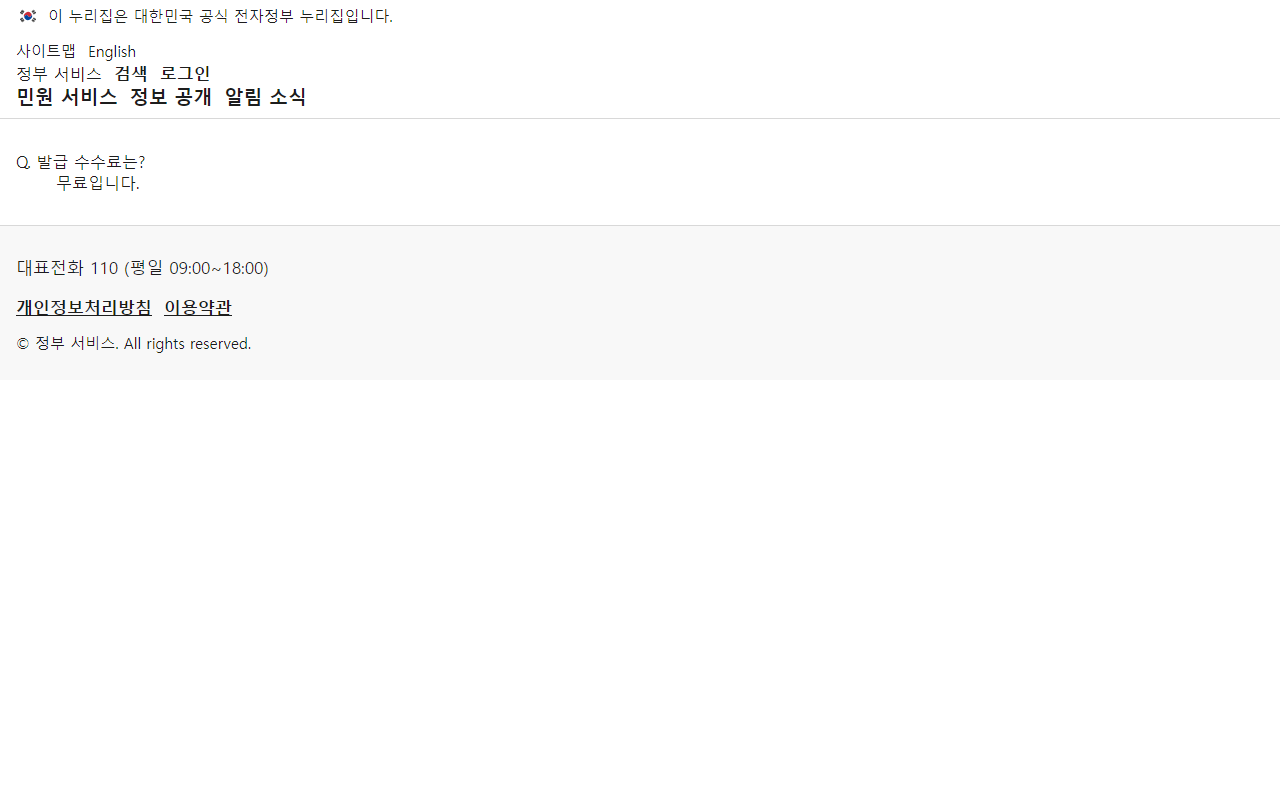 이 누리집은 대한민국 공식 전자정부 누리집입니다.
사이트맵 English
정부 서비스 검색 로그인
민원 서비스 정보 공개 알림 소식
Q. 발급 수수료는?
무료입니다.
대표전화 110 (평일 09:00~18:00)
개인정보처리방침 이용약관
© 정부 서비스. All rights reserved.